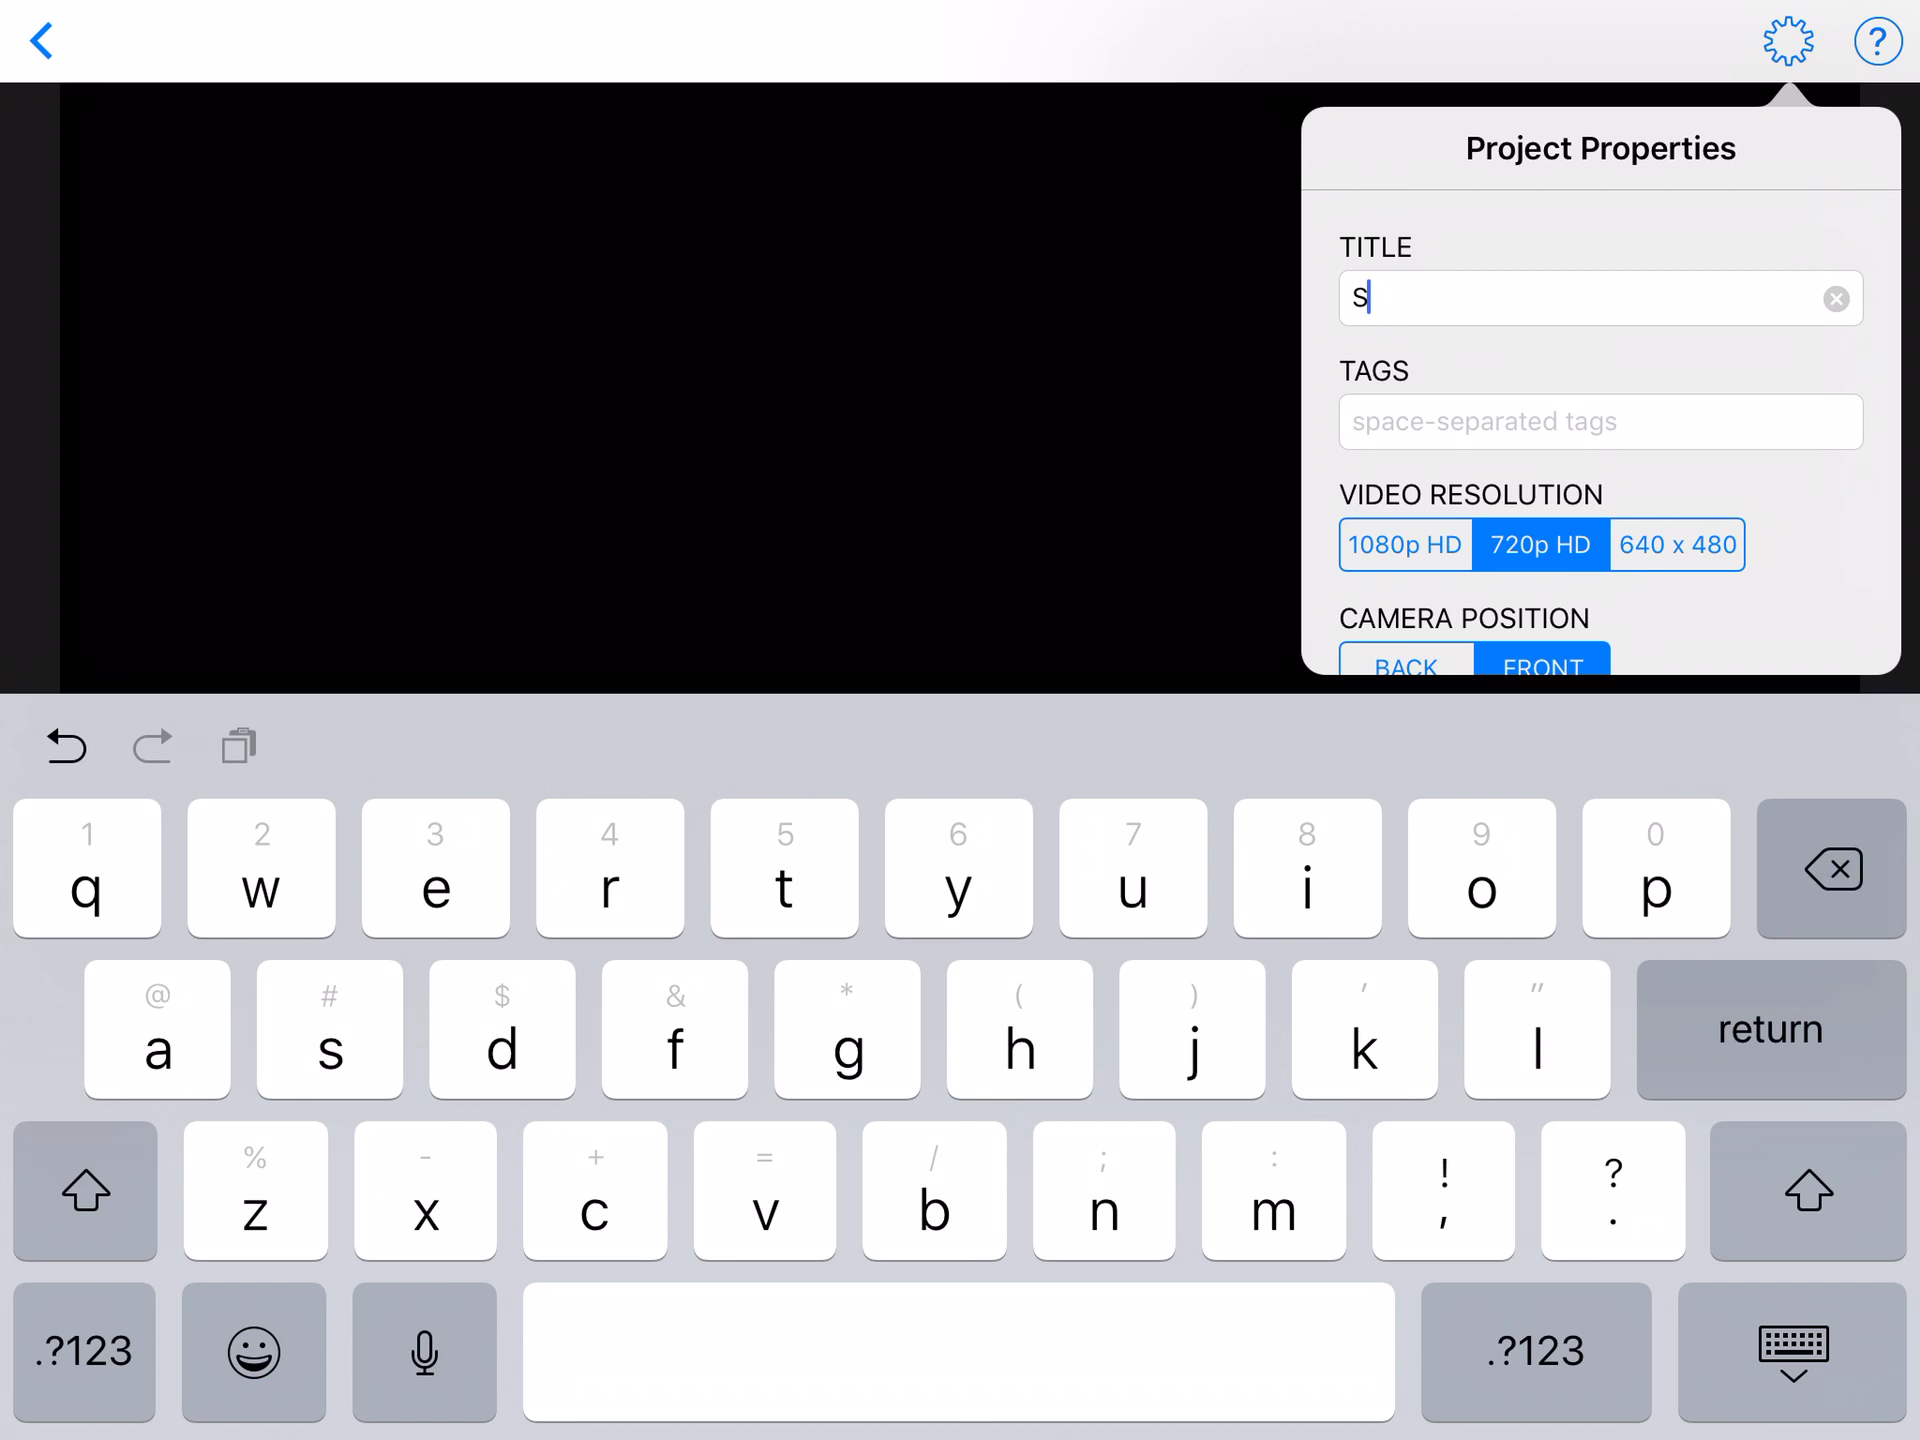 ?
Project Properties
TITLE
S
TAGS
space-separated tags
VIDEO RESOLUTION
1080p HD 720p HD 640 x 480
CAMERA POSITION
BACK FRONT
1 2 3 4 5 6 7 8 9 0
q w e r t y u i o p
@ # $ & * ( ) ' "
a s d f g h j k l return
% - + = / ; : ! ?
z x c v b n m , .
.?123 .?123